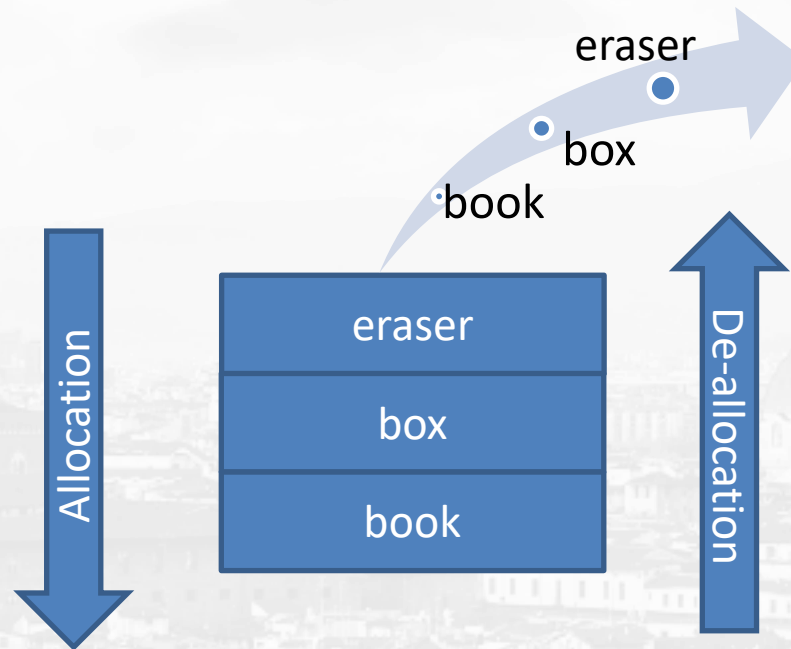 eraser
box
book
Allocation
eraser
box
book
De-allocation